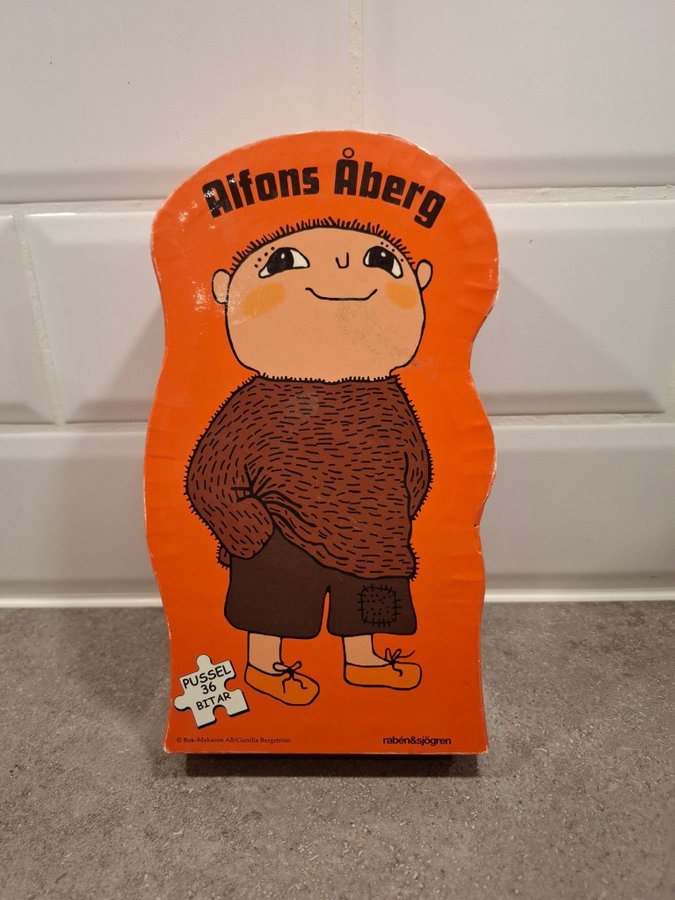 Alfons Åberg
PUSSEL
36
BITAR
© Bok-Makaren AB/Gunilla Bergström
rabén&sjögren